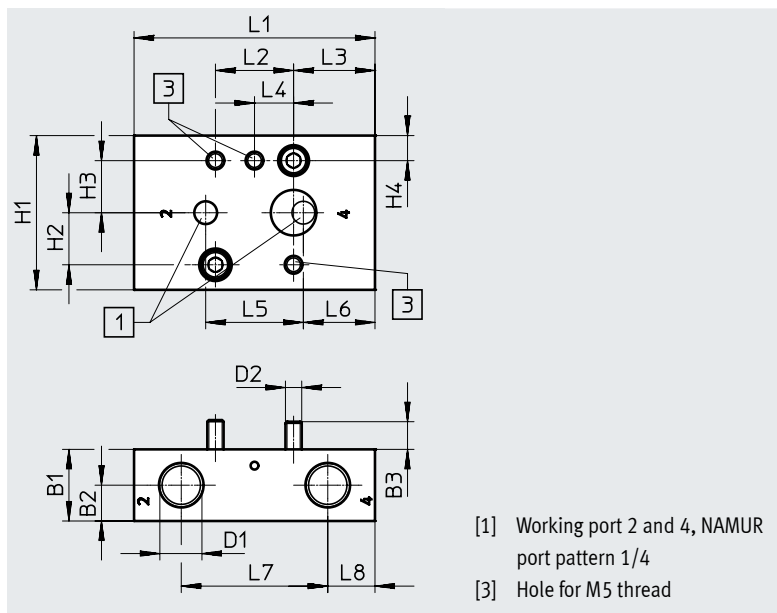 L1
L2
L3
3
L4
H1
H3
H2
2
4
H4
1
L5
L6
3
D2
B1
B2
2
4
B3
D1
L7
L8
[1] Working port 2 and 4, NAMUR
port pattern 1/4
[3] Hole for M5 thread